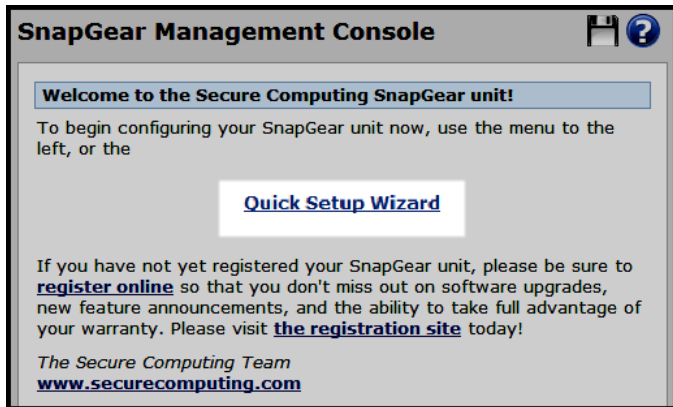 SnapGear Management Console
Welcome to the Secure Computing SnapGear unit!
To begin configuring your SnapGear unit now, use the menu to the
left, or the
Quick Setup Wizard
If you have not yet registered your SnapGear unit, please be sure to
register online so that you don't miss out on software upgrades,
new feature announcements, and the ability to take full advantage of
your warranty. Please visit the registration site today!
The Secure Computing Team
www.securecomputing.com